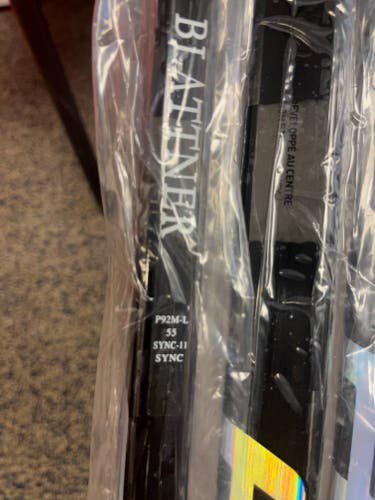 BLATTNER
P92M-L
55
SYNC-11
SYNC
DÉVELOPPÉ AU CENTRE